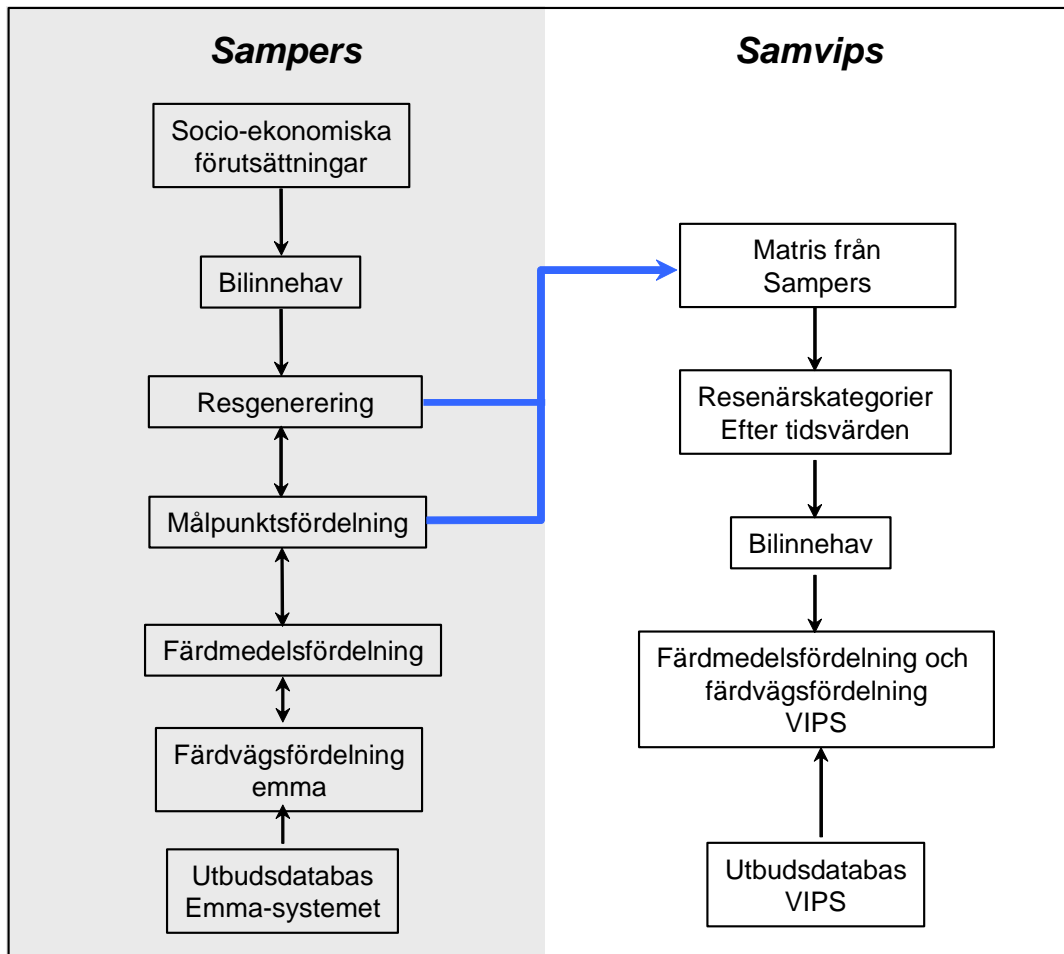 Sampers
Socio-ekonomiska
förutsättningar
Bilinnehav
Resgenerering
Målpunktsfördelning
Färdmedelsfördelning
Färdvägsfördelning
emma
Utbudsdatabas
Emma-systemet
Samvips
Matris från
Sampers
Resenärskategorier
Efter tidsvärden
Bilinnehav
Färdmedelsfördelning och
färdvägsfördelning
VIPS
Utbudsdatabas
VIPS